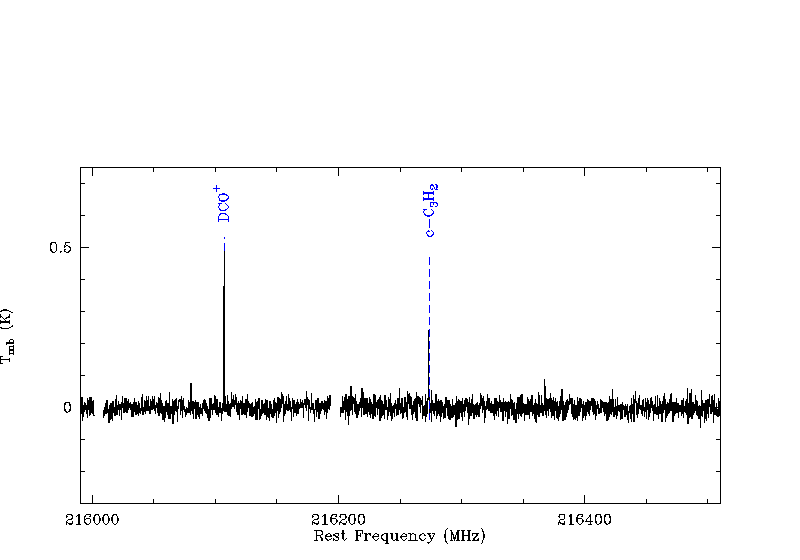 DCO+
c-C3H2
0.5
0
Tmb (K)
216000
216200
216400
Rest Frequency (MHz)